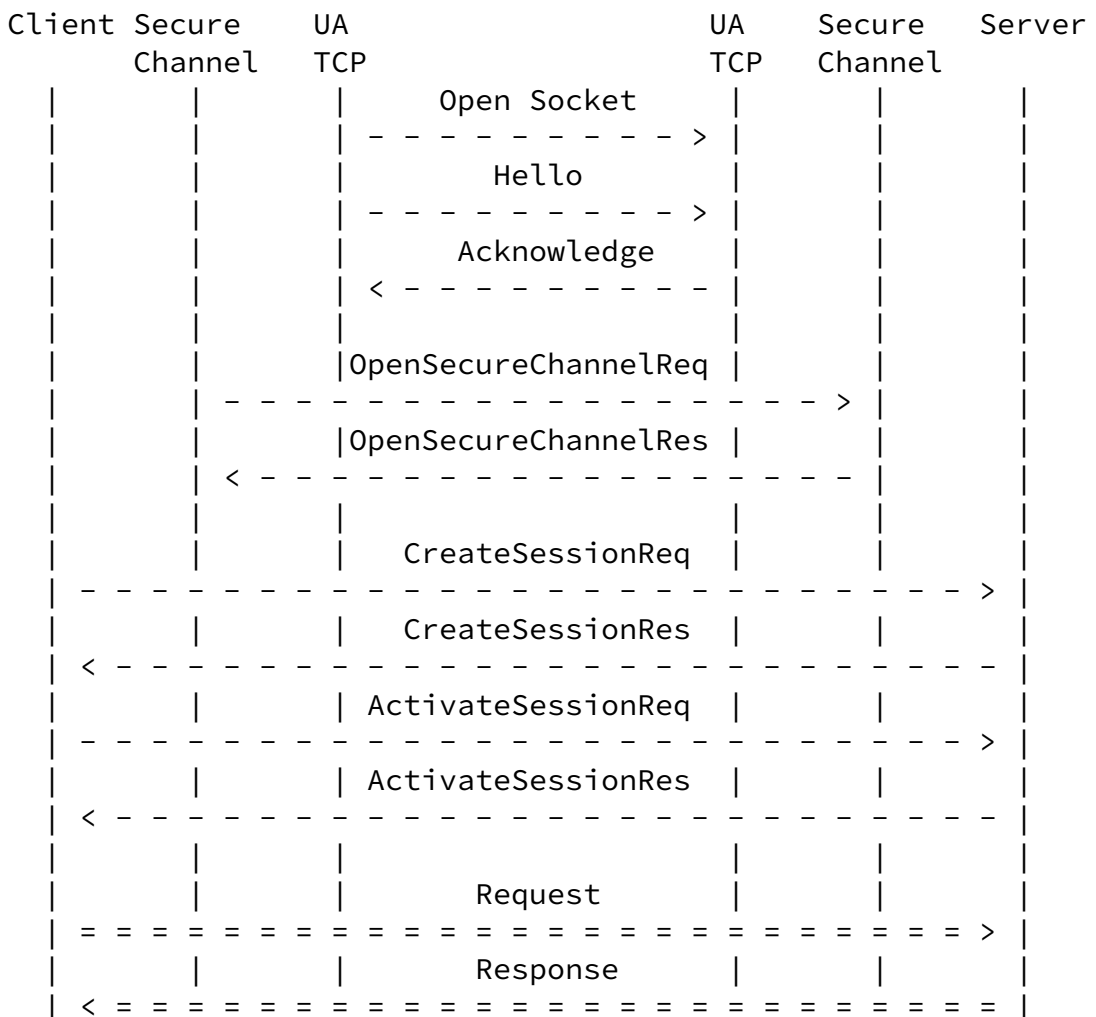 Client Secure UA UA Secure Server
Channel TCP TCP Channel
Open Socket
Hello
Acknowledge
OpenSecureChannelReq
OpenSecureChannelRes
CreateSessionReq
CreateSessionRes
ActivateSessionReq
ActivateSessionRes
Request
Response